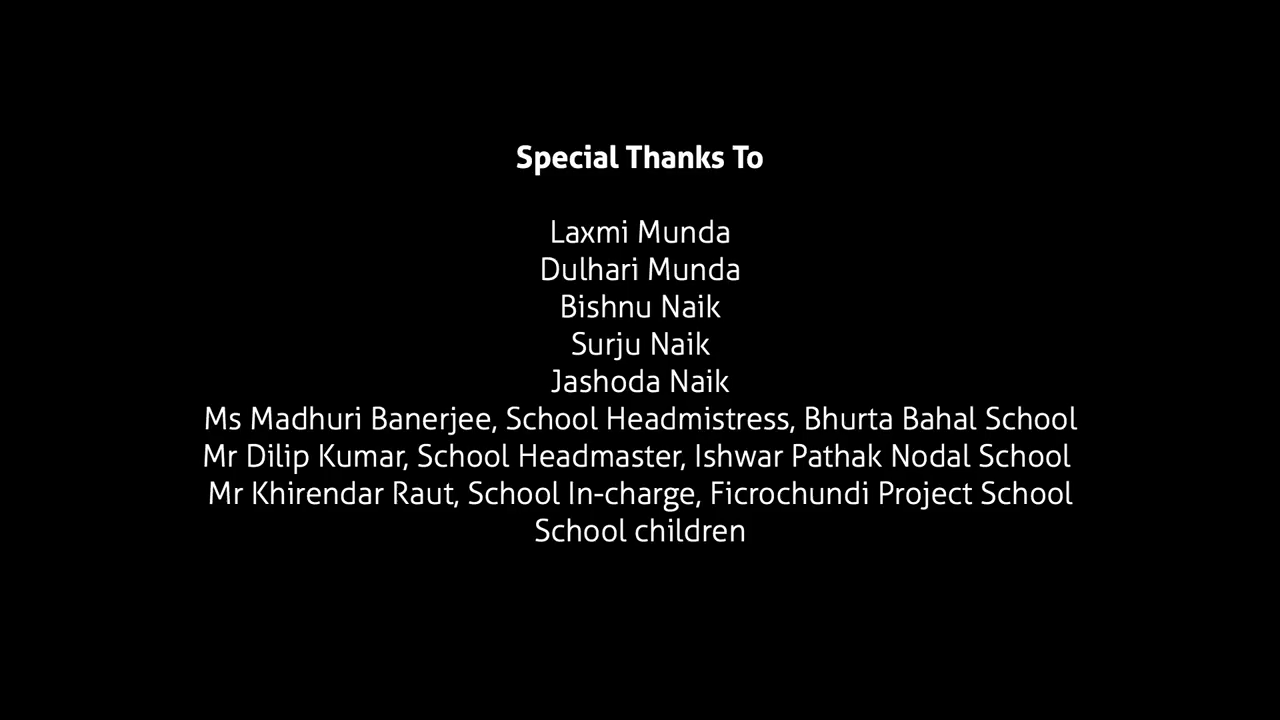 Special Thanks To
Laxmi Munda
Dulhari Munda
Bishnu Naik
Surju Naik
Jashoda Naik
Ms Madhuri Banerjee, School Headmistress, Bhurta Bahal School
Mr Dilip Kumar, School Headmaster, Ishwar Pathak Nodal School
Mr Khirendar Raut, School In-charge, Ficrochundi Project School
School children